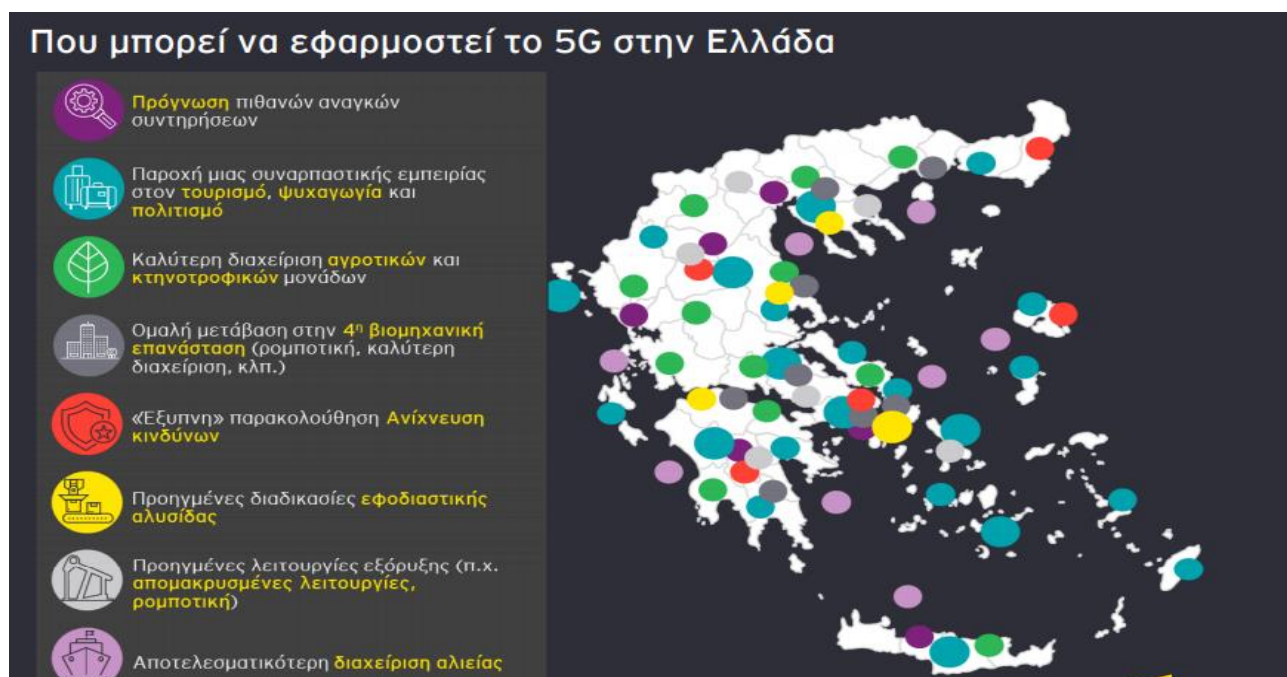 Που μπορεί να εφαρμοστεί το 5G στην Ελλάδα
Πρόγνωση πιθανών αναγκών
συντηρήσεων
Παροχή μιας συναρπαστικής εμπειρίας
στον τουρισμό, ψυχαγωγία και
πολιτισμό
Καλύτερη διαχείριση αγροτικών και
κτηνοτροφικών μονάδων
Ομαλή μετάβαση στην 4η βιομηχανική
επανάσταση (ρομποτική, καλύτερη
διαχείριση, κλπ.)
«Έξυπνη» παρακολούθηση Ανίχνευση
κινδύνων
Προηγμένες διαδικασίες εφοδιαστικής
αλυσίδας
Προηγμένες λειτουργίες εξόρυξης (π.χ.
απομακρυσμένες λειτουργίες,
ρομποτική)
Αποτελεσματικότερη διαχείριση αλιείας